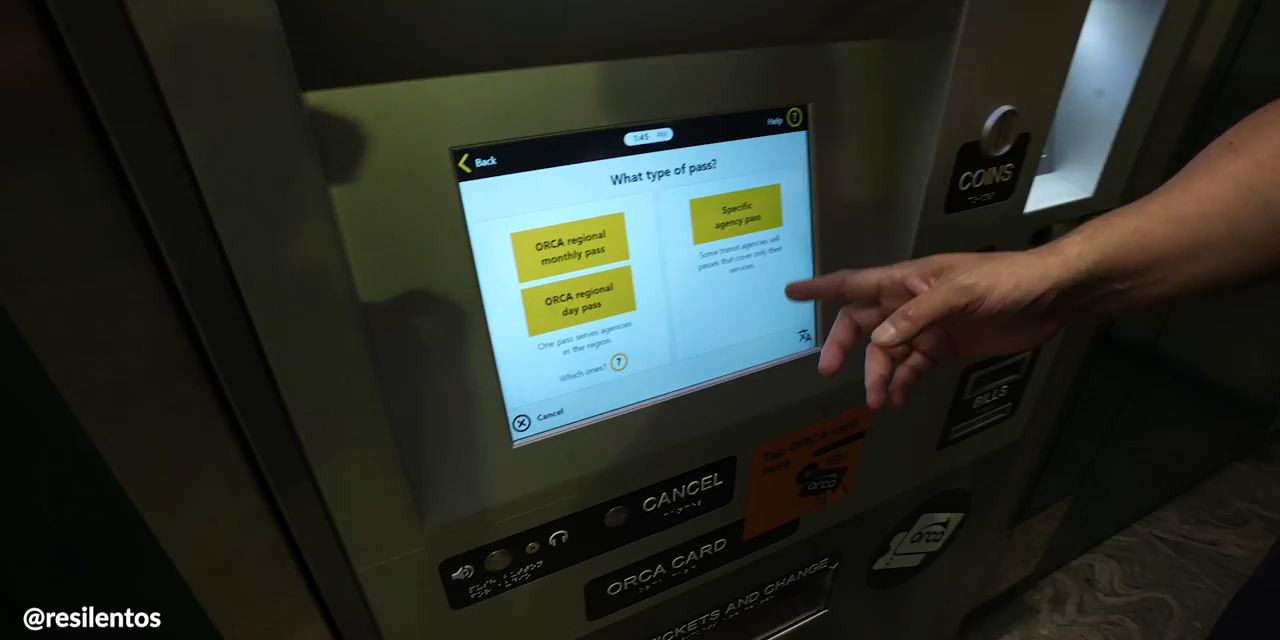 Back
1:45 PM
Help ?
What type of pass?
ORCA regional
monthly pass
ORCA regional
day pass
One pass serves agencies
in the region.
Which ones? ?
Specific
agency pass
Some transit agencies sell
passes that cover only their
services.
Cancel
COINS
BILLS
Tap ORCA card
here
orca
CANCEL
ORCA CARD
orca
TICKETS AND CHANGE
@resilentos